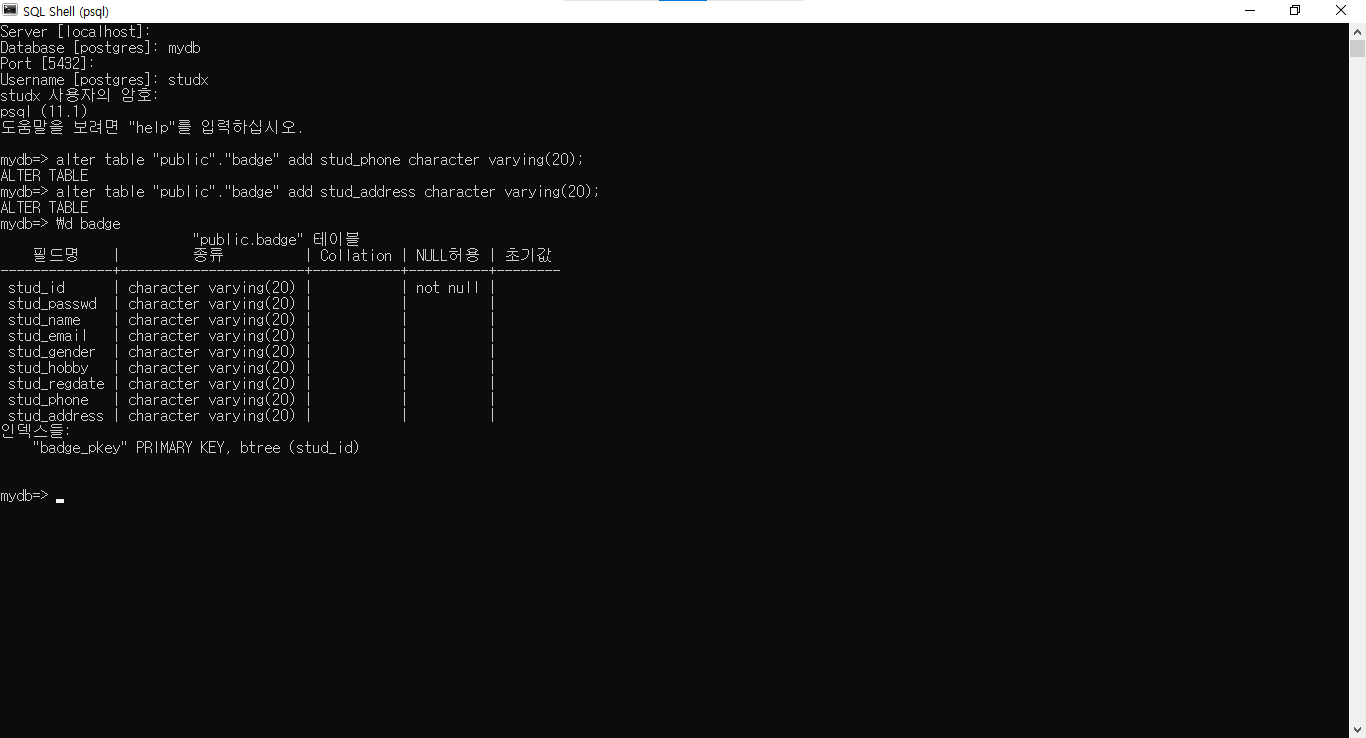 SQL Shell (psql)
Server [localhost]:
Database [postgres]: mydb
Port [5432]:
Username [postgres]: studx
studx 사용자의 암호:
psql (11.1)
도움말을 보려면 "help"를 입력하십시오.
mydb=> alter table "public"."badge" add stud_phone character varying(20);
ALTER TABLE
mydb=> alter table "public"."badge" add stud_address character varying(20);
ALTER TABLE
mydb=> ₩d badge
"public.badge" 테이블
필드명 | 종류 | Collation | NULL허용 | 초기값
--------------+-----------------------+-----------+----------+--------
stud_id | character varying(20) | | not null |
stud_passwd | character varying(20) | | |
stud_name | character varying(20) | | |
stud_email | character varying(20) | | |
stud_gender | character varying(20) | | |
stud_hobby | character varying(20) | | |
stud_regdate | character varying(20) | | |
stud_phone | character varying(20) | | |
stud_address | character varying(20) | | |
인덱스들:
"badge_pkey" PRIMARY KEY, btree (stud_id)
mydb=>